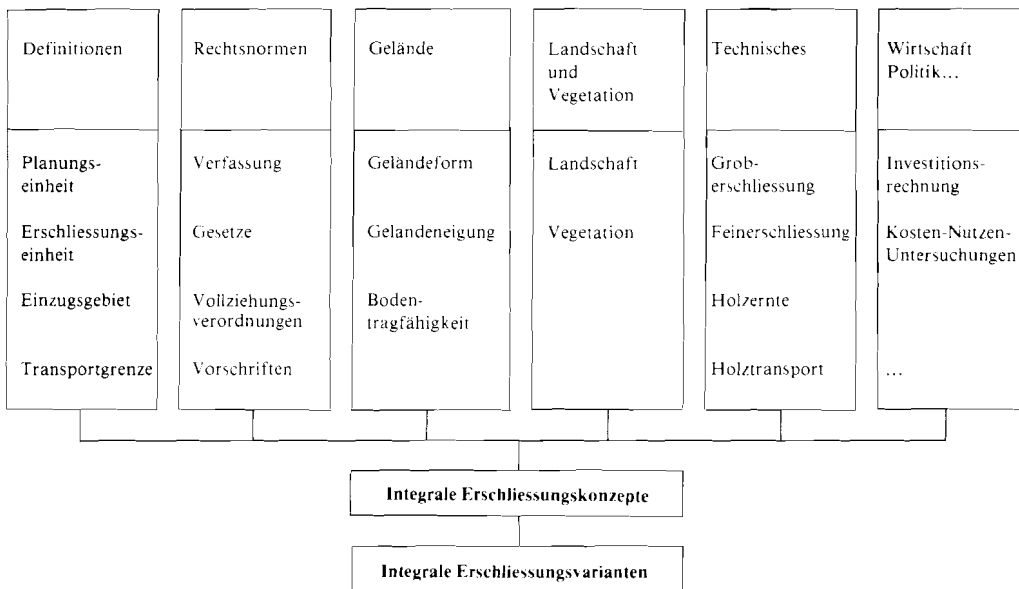 Definitionen
Rechtsnormen
Gelände
Landschaft
und
Vegetation
Technisches
Wirtschaft
Politik...
Planungs-
einheit
Erschliessungs-
einheit
Einzugsgebiet
Transportgrenze
Verfassung
Gesetze
Vollziehungs-
verordnungen
Vorschriften
Geländeform
Gelandeneigung
Boden-
tragfähigkeit
Landschaft
Vegetation
Grob-
erschliessung
Feinerschliessung
Holzernte
Holztransport
Investitions-
rechnung
Kosten-Nutzen-
Untersuchungen
...
Integrale Erschliessungskonzepte
Integrale Erschliessungsvarianten